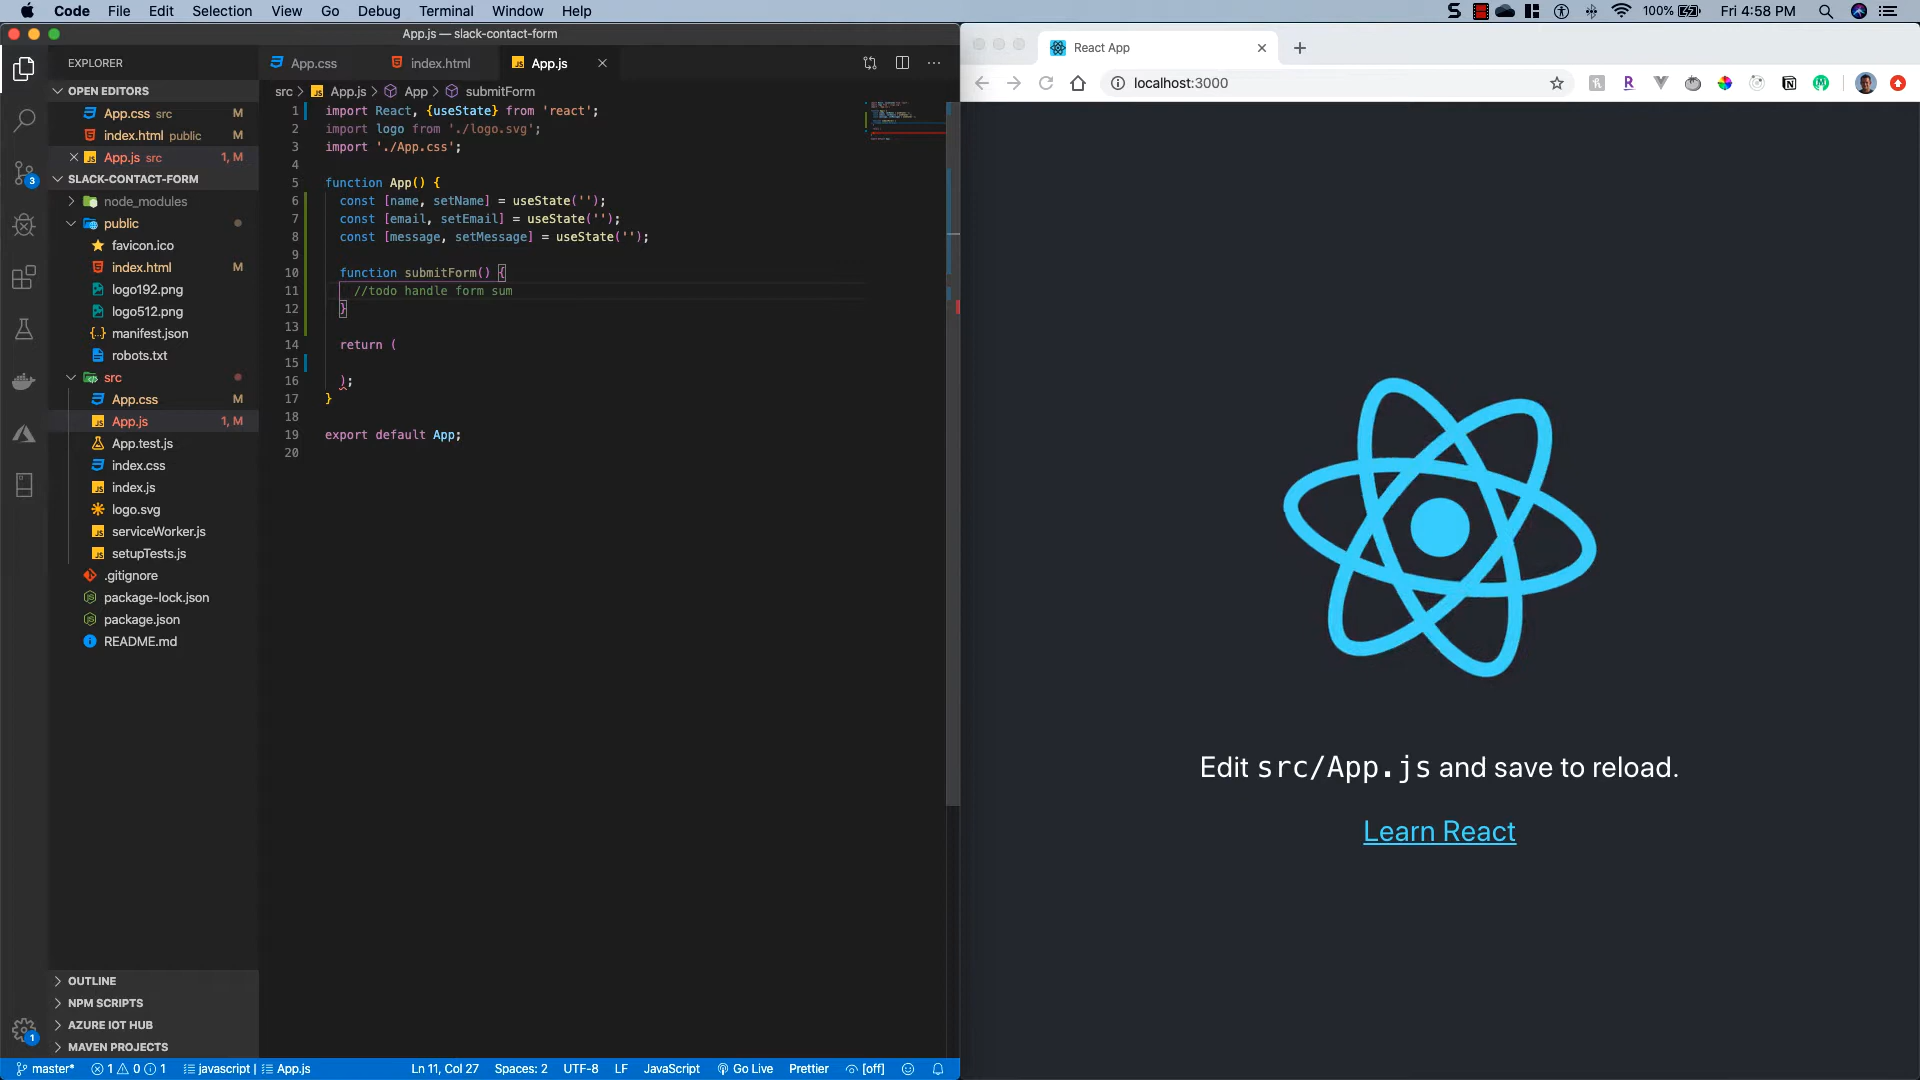 Code File Edit Selection View Go Debug Terminal Window Help
100% Fri 4:58 PM
App.js — slack-contact-form
EXPLORER
OPEN EDITORS
App.css src M
index.html public M
App.js src 1, M
SLACK-CONTACT-FORM
node_modules
public
favicon.ico
index.html M
logo192.png
logo512.png
manifest.json
robots.txt
src
App.css M
App.js 1, M
App.test.js
index.css
index.js
logo.svg
serviceWorker.js
setupTests.js
.gitignore
package-lock.json
package.json
README.md
OUTLINE
NPM SCRIPTS
AZURE IOT HUB
MAVEN PROJECTS
3
1
App.css index.html App.js
src > App.js > App > submitForm
1 import React, {useState} from 'react';
2 import logo from './logo.svg';
3 import './App.css';
4
5 function App() {
6 const [name, setName] = useState('');
7 const [email, setEmail] = useState('');
8 const [message, setMessage] = useState('');
9
10 function submitForm() {
11 //todo handle form sum
12 }
13
14 return (
15
16 );
17 }
18
19 export default App;
20
master* 1 0 1 javascript | App.js Ln 11, Col 27 Spaces: 2 UTF-8 LF JavaScript Go Live Prettier [off]
React App
localhost:3000
Edit src/App.js and save to reload.
Learn React